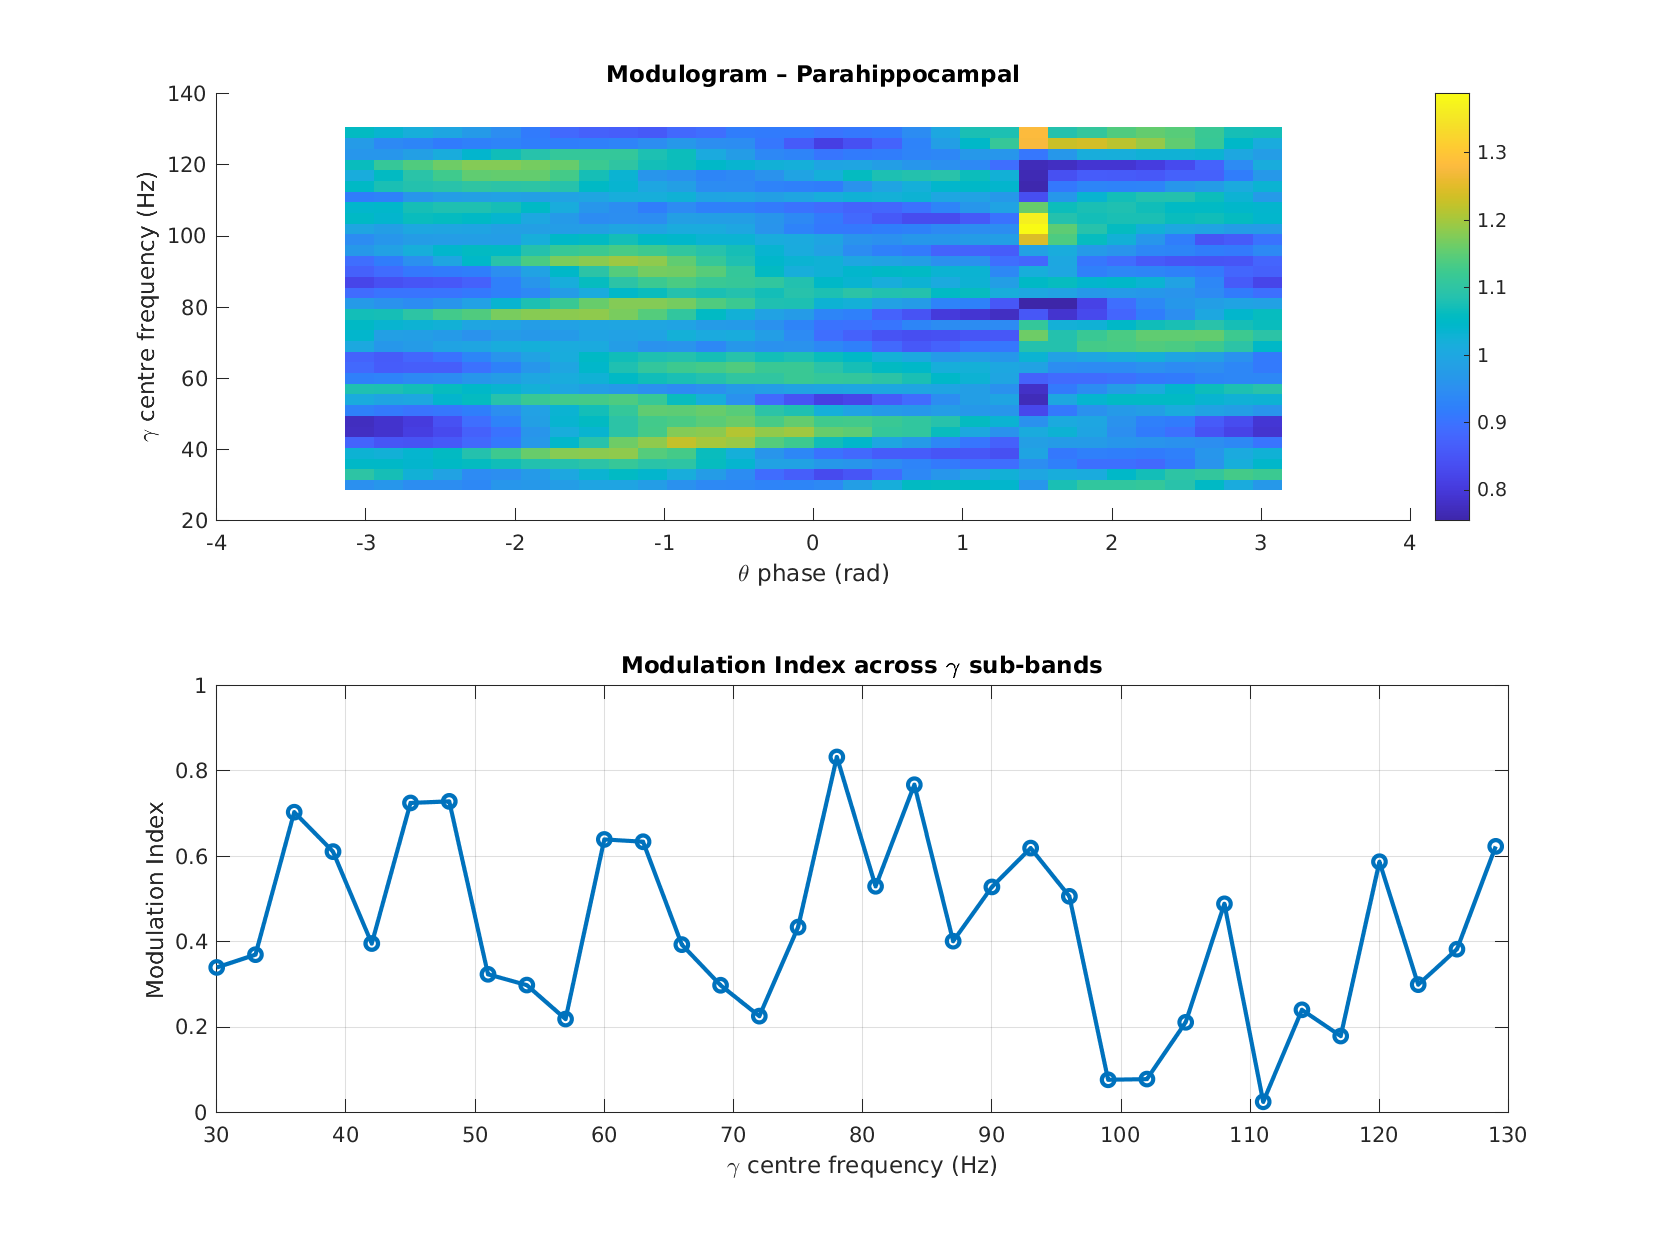 Modulogram – Parahippocampal
140
120
100
80
60
40
20
γ centre frequency (Hz)
-4 -3 -2 -1 0 1 2 3 4
θ phase (rad)
1.3
1.2
1.1
1
0.9
0.8
Modulation Index across γ sub-bands
1
0.8
0.6
0.4
0.2
0
Modulation Index
30 40 50 60 70 80 90 100 110 120 130
γ centre frequency (Hz)